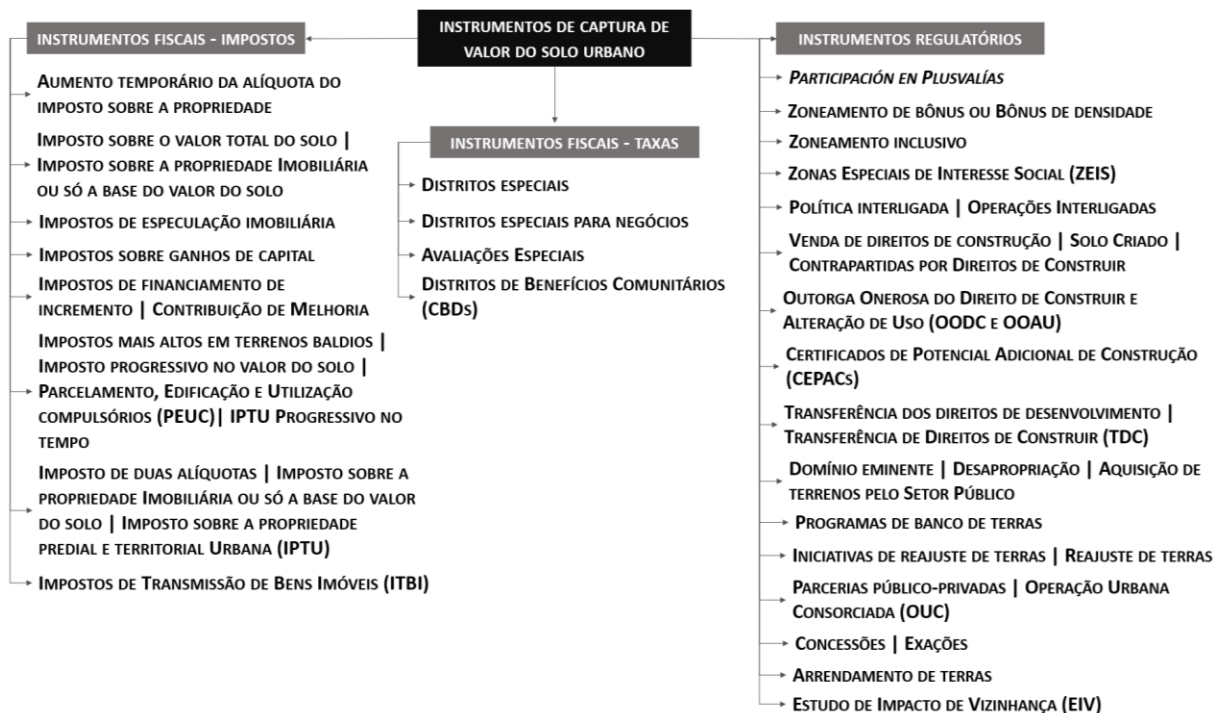 INSTRUMENTOS DE CAPTURA DE
VALOR DO SOLO URBANO
INSTRUMENTOS FISCAIS - IMPOSTOS
AUMENTO TEMPORÁRIO DA ALÍQUOTA DO
IMPOSTO SOBRE A PROPRIEDADE
IMPOSTO SOBRE O VALOR TOTAL DO SOLO |
IMPOSTO SOBRE A PROPRIEDADE IMOBILIÁRIA
OU SÓ A BASE DO VALOR DO SOLO
IMPOSTOS DE ESPECULAÇÃO IMOBILIÁRIA
IMPOSTOS SOBRE GANHOS DE CAPITAL
IMPOSTOS DE FINANCIAMENTO DE
INCREMENTO | CONTRIBUIÇÃO DE MELHORIA
IMPOSTOS MAIS ALTOS EM TERRENOS BALDIOS |
IMPOSTO PROGRESSIVO NO VALOR DO SOLO |
PARCELAMENTO, EDIFICAÇÃO E UTILIZAÇÃO
COMPULSÓRIOS (PEUC)| IPTU PROGRESSIVO NO
TEMPO
IMPOSTO DE DUAS ALÍQUOTAS | IMPOSTO SOBRE A
PROPRIEDADE IMOBILIÁRIA OU SÓ A BASE DO VALOR
DO SOLO | IMPOSTO SOBRE A PROPRIEDADE
PREDIAL E TERRITORIAL URBANA (IPTU)
IMPOSTOS DE TRANSMISSÃO DE BENS IMÓVEIS (ITBI)
INSTRUMENTOS FISCAIS - TAXAS
DISTRITOS ESPECIAIS
DISTRITOS ESPECIAIS PARA NEGÓCIOS
AVALIAÇÕES ESPECIAIS
DISTRITOS DE BENEFÍCIOS COMUNITÁRIOS
(CBDS)
INSTRUMENTOS REGULATÓRIOS
PARTICIPACIÓN EN PLUSVALÍAS
ZONEAMENTO DE BÔNUS OU BÔNUS DE DENSIDADE
ZONEAMENTO INCLUSIVO
ZONAS ESPECIAIS DE INTERESSE SOCIAL (ZEIS)
POLÍTICA INTERLIGADA | OPERAÇÕES INTERLIGADAS
VENDA DE DIREITOS DE CONSTRUÇÃO | SOLO CRIADO |
CONTRAPARTIDAS POR DIREITOS DE CONSTRUIR
OUTORGA ONEROSA DO DIREITO DE CONSTRUIR E
ALTERAÇÃO DE USO (OODC E OOAU)
CERTIFICADOS DE POTENCIAL ADICIONAL DE CONSTRUÇÃO
(CEPACS)
TRANSFERÊNCIA DOS DIREITOS DE DESENVOLVIMENTO |
TRANSFERÊNCIA DE DIREITOS DE CONSTRUIR (TDC)
DOMÍNIO EMINENTE | DESAPROPRIAÇÃO | AQUISIÇÃO DE
TERRENOS PELO SETOR PÚBLICO
PROGRAMAS DE BANCO DE TERRAS
INICIATIVAS DE REAJUSTE DE TERRAS | REAJUSTE DE TERRAS
PARCERIAS PÚBLICO-PRIVADAS | OPERAÇÃO URBANA
CONSORCIADA (OUC)
CONCESSÕES | EXAÇÕES
ARRENDAMENTO DE TERRAS
ESTUDO DE IMPACTO DE VIZINHANÇA (EIV)